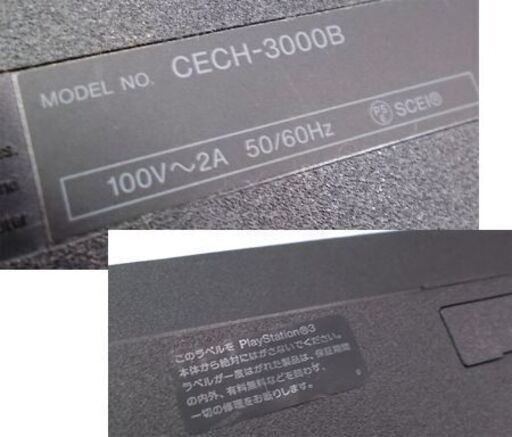 MODEL NO. CECH-3000B
100V～2A 50/60Hz PSE SCEI®
このラベルを PlayStation®3
本体から絶対にはがさないでください。
ラベルが一度はがれた製品は、保証期間
の内外、有料無料などを問わず、
一切の修理をお断りします。